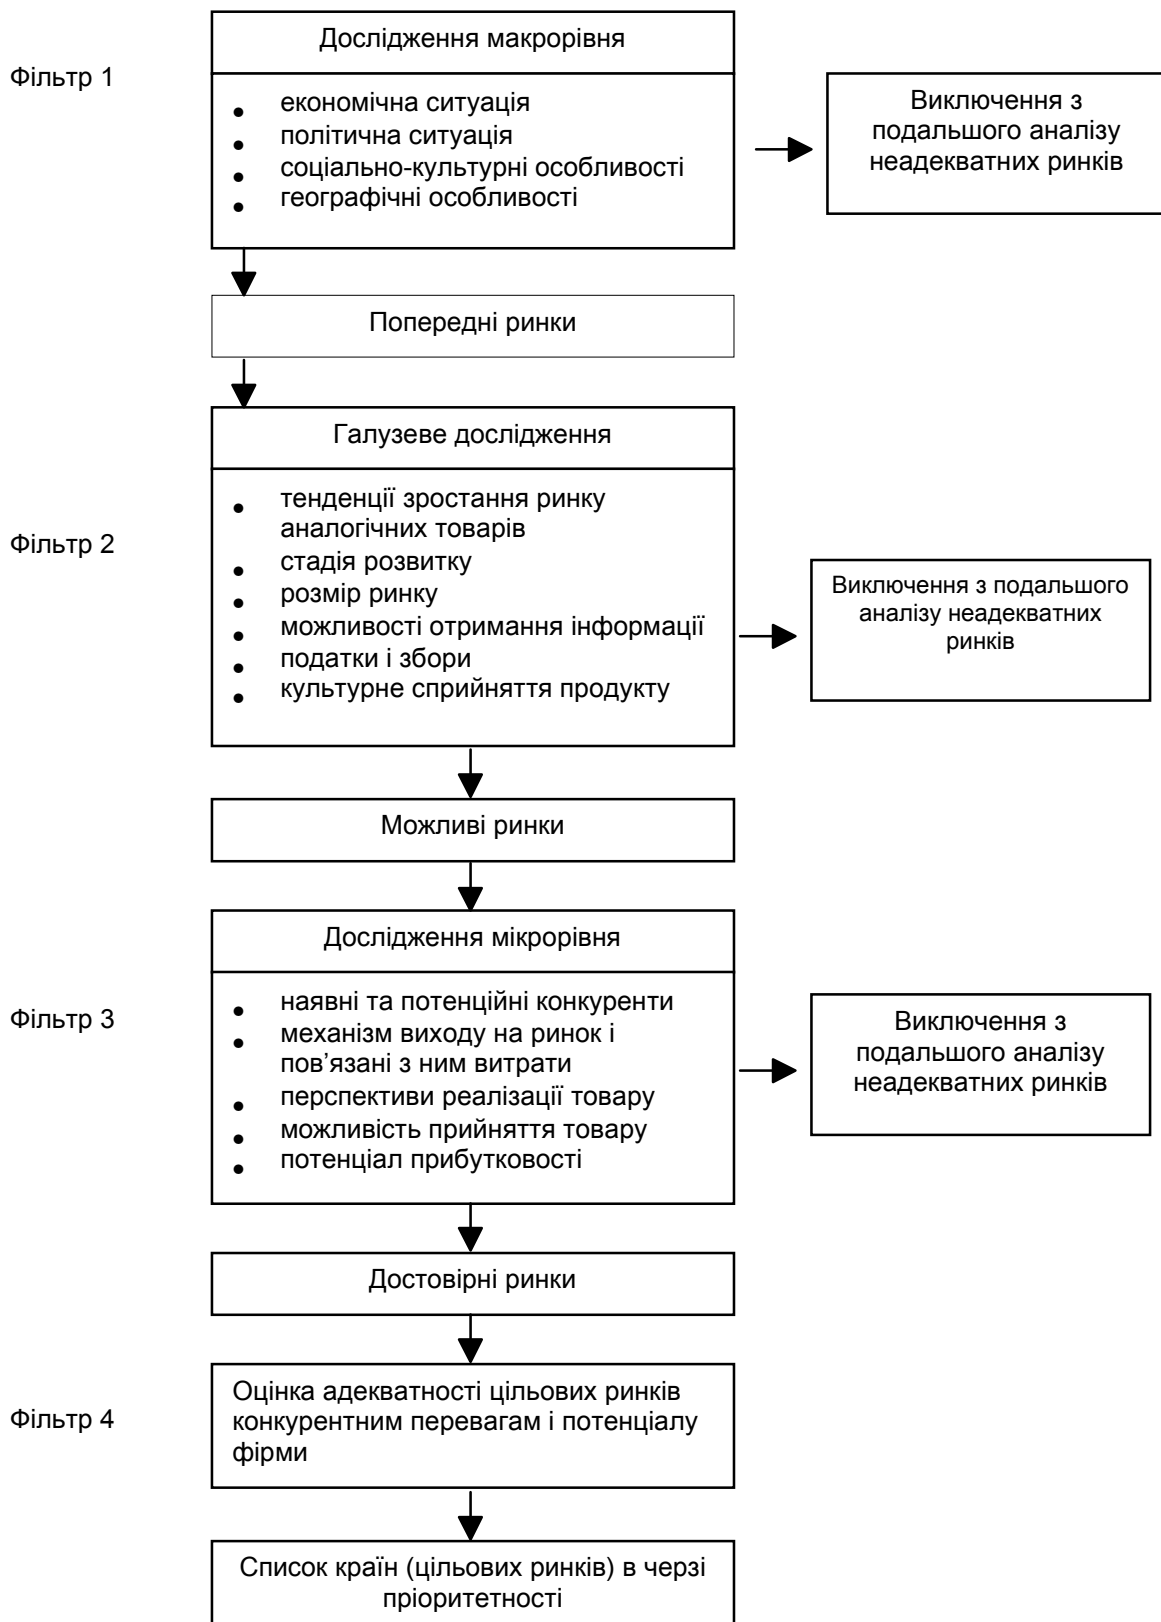 Дослідження макрорівня
Фільтр 1
• економічна ситуація
• політична ситуація
• соціально-культурні особливості
• географічні особливості
Виключення з
подальшого аналізу
неадекватних ринків
Попередні ринки
Галузеве дослідження
Фільтр 2
• тенденції зростання ринку
аналогічних товарів
• стадія розвитку
• розмір ринку
• можливості отримання інформації
• податки і збори
• культурне сприйняття продукту
Виключення з подальшого
аналізу неадекватних
ринків
Можливі ринки
Дослідження мікрорівня
Фільтр 3
• наявні та потенційні конкуренти
• механізм виходу на ринок і
пов’язані з ним витрати
• перспективи реалізації товару
• можливість прийняття товару
• потенціал прибутковості
Виключення з
подальшого аналізу
неадекватних ринків
Достовірні ринки
Фільтр 4
Оцінка адекватності цільових ринків
конкурентним перевагам і потенціалу
фірми
Список країн (цільових ринків) в черзі
пріоритетності